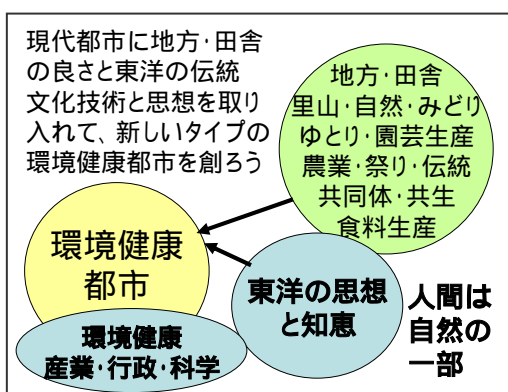 現代都市に地方・田舎
の良さと東洋の伝統
文化技術と思想を取り
入れて、新しいタイプの
環境健康都市を創ろう
地方・田舎
里山・自然・みどり
ゆとり・園芸生産
農業・祭り・伝統
共同体・共生
食料生産
環境健康
都市
東洋の思想
と知恵
人間は
自然の
一部
環境健康
産業・行政・科学